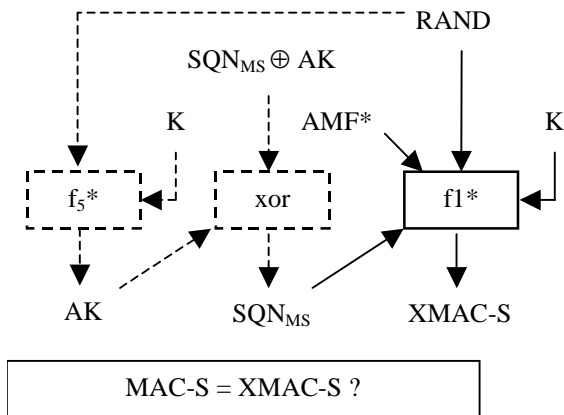 RAND
SQN_MS ⊕ AK
K
AMF*
K
f₅*
xor
f1*
AK
SQN_MS
XMAC-S
MAC-S = XMAC-S ?